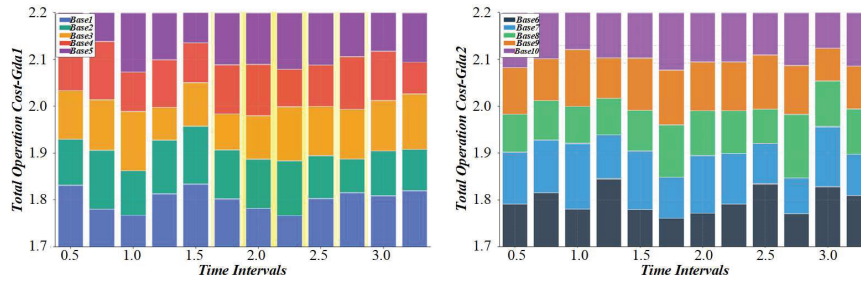 Total Operation Cost-Gda1
2.2
2.1
2.0
1.9
1.8
1.7
Base1
Base2
Base3
Base4
Base5
0.5 1.0 1.5 2.0 2.5 3.0
Time Intervals
Total Operation Cost-Gda2
2.2
2.1
2.0
1.9
1.8
1.7
Base6
Base7
Base8
Base9
Base10
0.5 1.0 1.5 2.0 2.5 3.0
Time Intervals